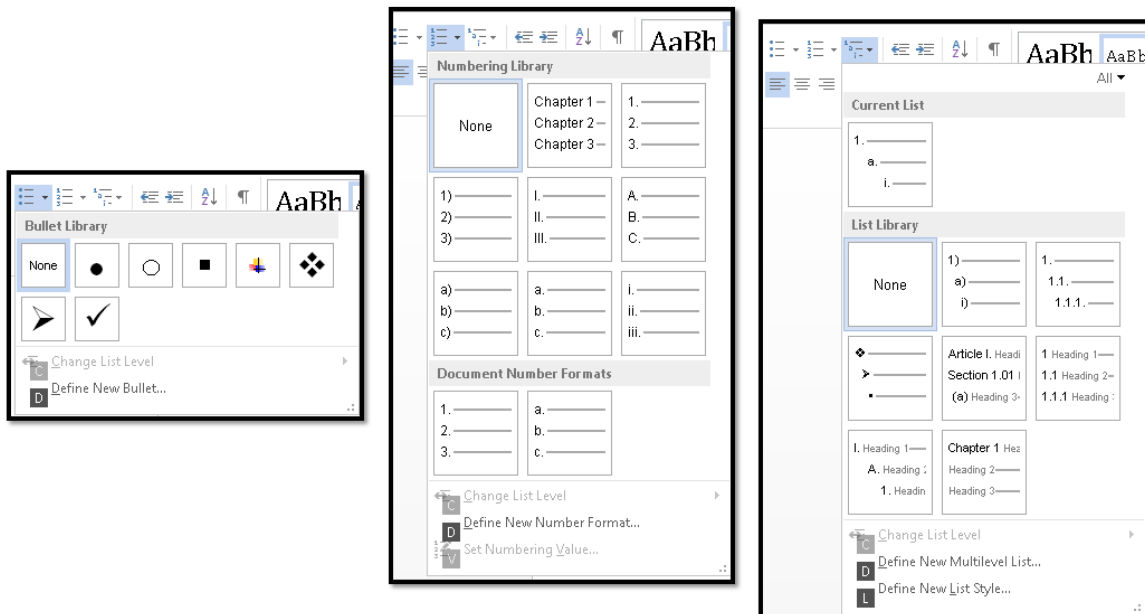 AaBb
Bullet Library
None
Change List Level
C
Define New Bullet...
D
AaBb
Numbering Library
None
Chapter 1
Chapter 2
Chapter 3
1.
2.
3.
1)
2)
3)
I.
II.
III.
A.
B.
C.
a)
b)
c)
a.
b.
c.
i.
ii.
iii.
Document Number Formats
1.
2.
3.
a.
b.
c.
Change List Level
C
Define New Number Format...
D
Set Numbering Value...
V
AaBb AaBb
All
Current List
1.
a.
i.
List Library
None
1)
a)
i)
1.
1.1.
1.1.1.
Article I. Headi
Section 1.01
(a) Heading 3
1 Heading 1
1.1 Heading 2
1.1.1 Heading
I. Heading 1
A. Heading
1. Headin
Chapter 1 Hea
Heading 2
Heading 3
Change List Level
C
Define New Multilevel List...
D
Define New List Style...
L